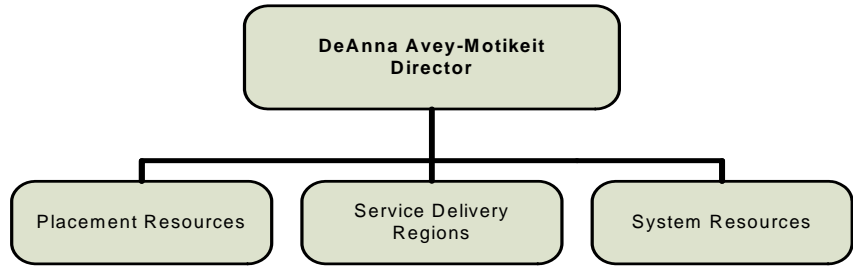 DeAnna Avey-Motikeit
Director
Placement Resources
Service Delivery
Regions
System Resources